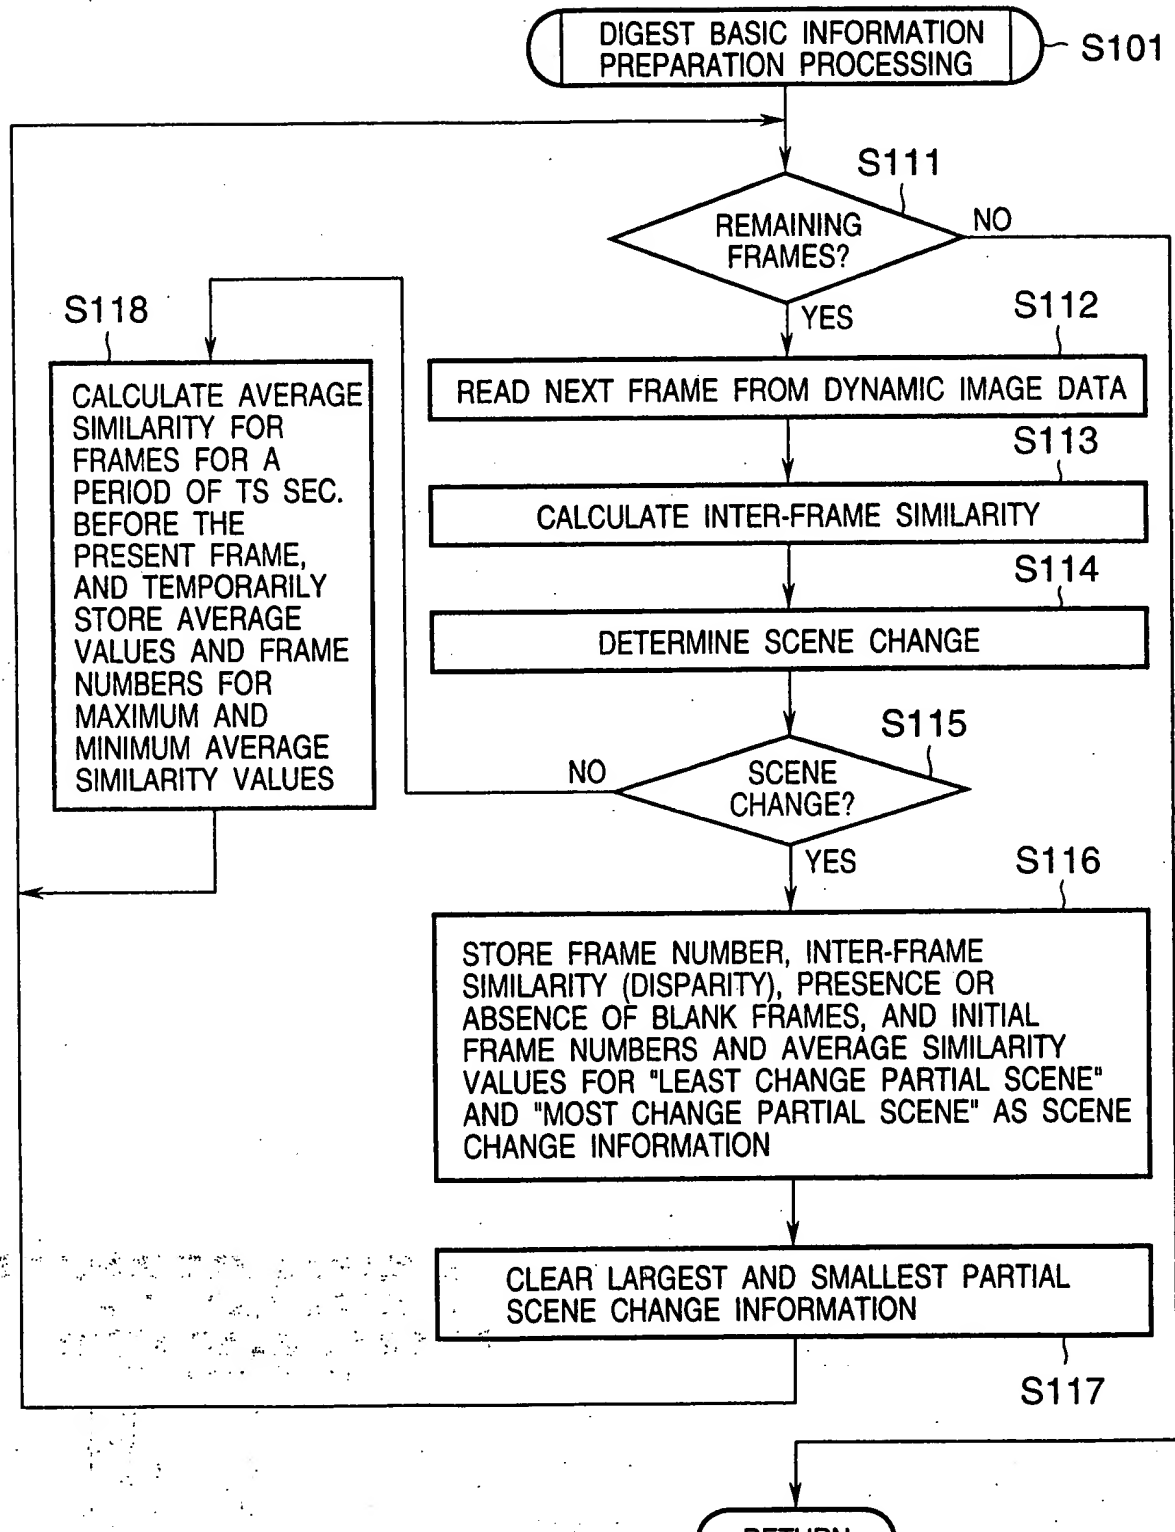 DIGEST BASIC INFORMATION
PREPARATION PROCESSING
S101
S111
REMAINING
FRAMES?
NO
YES
S112
READ NEXT FRAME FROM DYNAMIC IMAGE DATA
S113
CALCULATE INTER-FRAME SIMILARITY
S114
DETERMINE SCENE CHANGE
S115
SCENE
CHANGE?
NO
YES
S118
CALCULATE AVERAGE
SIMILARITY FOR
FRAMES FOR A
PERIOD OF TS SEC.
BEFORE THE
PRESENT FRAME,
AND TEMPORARILY
STORE AVERAGE
VALUES AND FRAME
NUMBERS FOR
MAXIMUM AND
MINIMUM AVERAGE
SIMILARITY VALUES
S116
STORE FRAME NUMBER, INTER-FRAME
SIMILARITY (DISPARITY), PRESENCE OR
ABSENCE OF BLANK FRAMES, AND INITIAL
FRAME NUMBERS AND AVERAGE SIMILARITY
VALUES FOR "LEAST CHANGE PARTIAL SCENE"
AND "MOST CHANGE PARTIAL SCENE" AS SCENE
CHANGE INFORMATION
CLEAR LARGEST AND SMALLEST PARTIAL
SCENE CHANGE INFORMATION
S117
RETURN